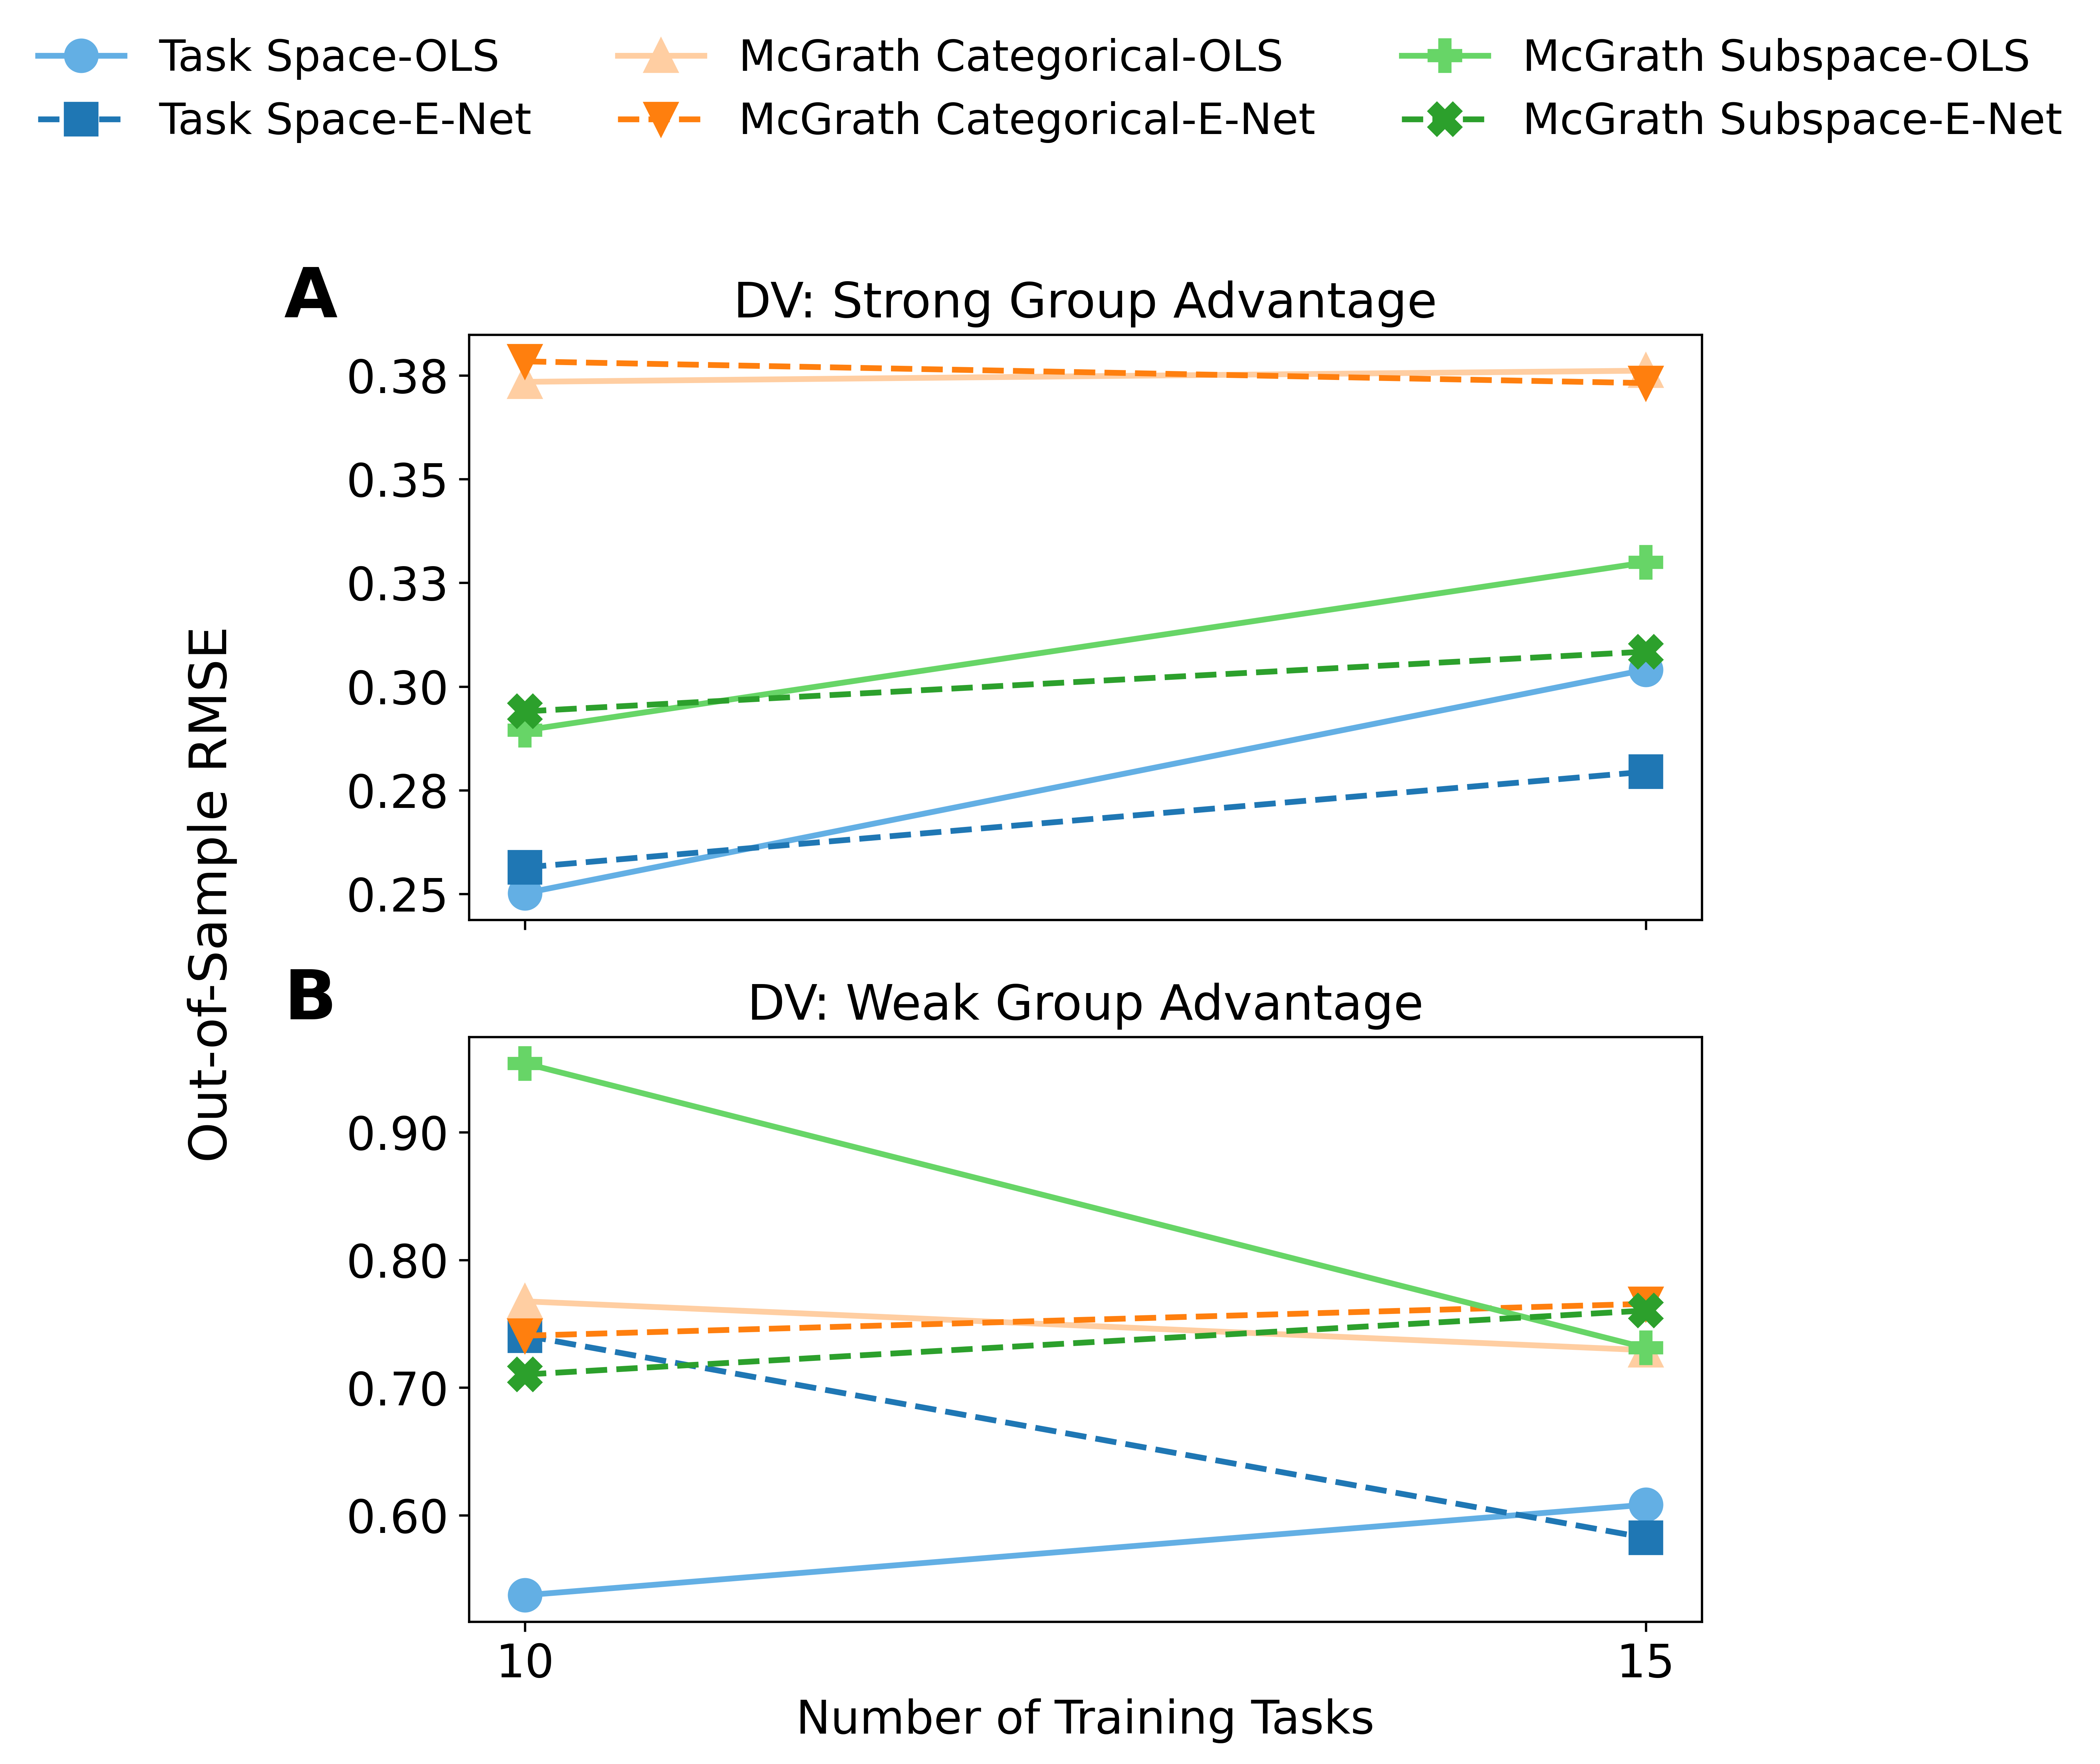 Task Space-OLS
McGrath Categorical-OLS
McGrath Subspace-OLS
Task Space-E-Net
McGrath Categorical-E-Net
McGrath Subspace-E-Net
A
DV: Strong Group Advantage
0.38
0.35
0.33
0.30
0.28
0.25
Out-of-Sample RMSE
B
DV: Weak Group Advantage
0.90
0.80
0.70
0.60
10
15
Number of Training Tasks